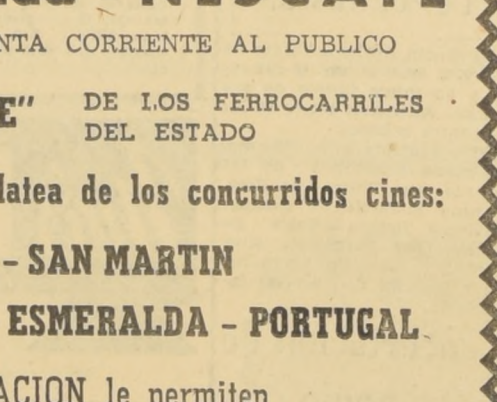 NTA CORRIENTE AL PUBLICO
E" DE LOS FERROCARRILES
DEL ESTADO
latea de los concurridos cines:
- SAN MARTIN
ESMERALDA - PORTUGAL
ACION le permiten